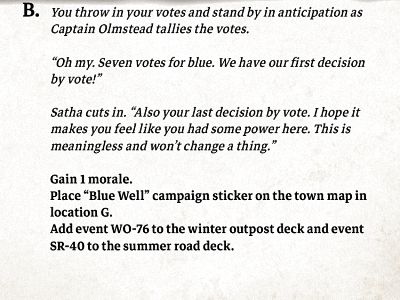 B. You throw in your votes and stand by in anticipation as
Captain Olmstead tallies the votes.
“Oh my. Seven votes for blue. We have our first decision
by vote!”
Satha cuts in. “Also your last decision by vote. I hope it
makes you feel like you had some power here. This is
meaningless and won’t change a thing.”
Gain 1 morale.
Place “Blue Well” campaign sticker on the town map in
location G.
Add event WO-76 to the winter outpost deck and event
SR-40 to the summer road deck.